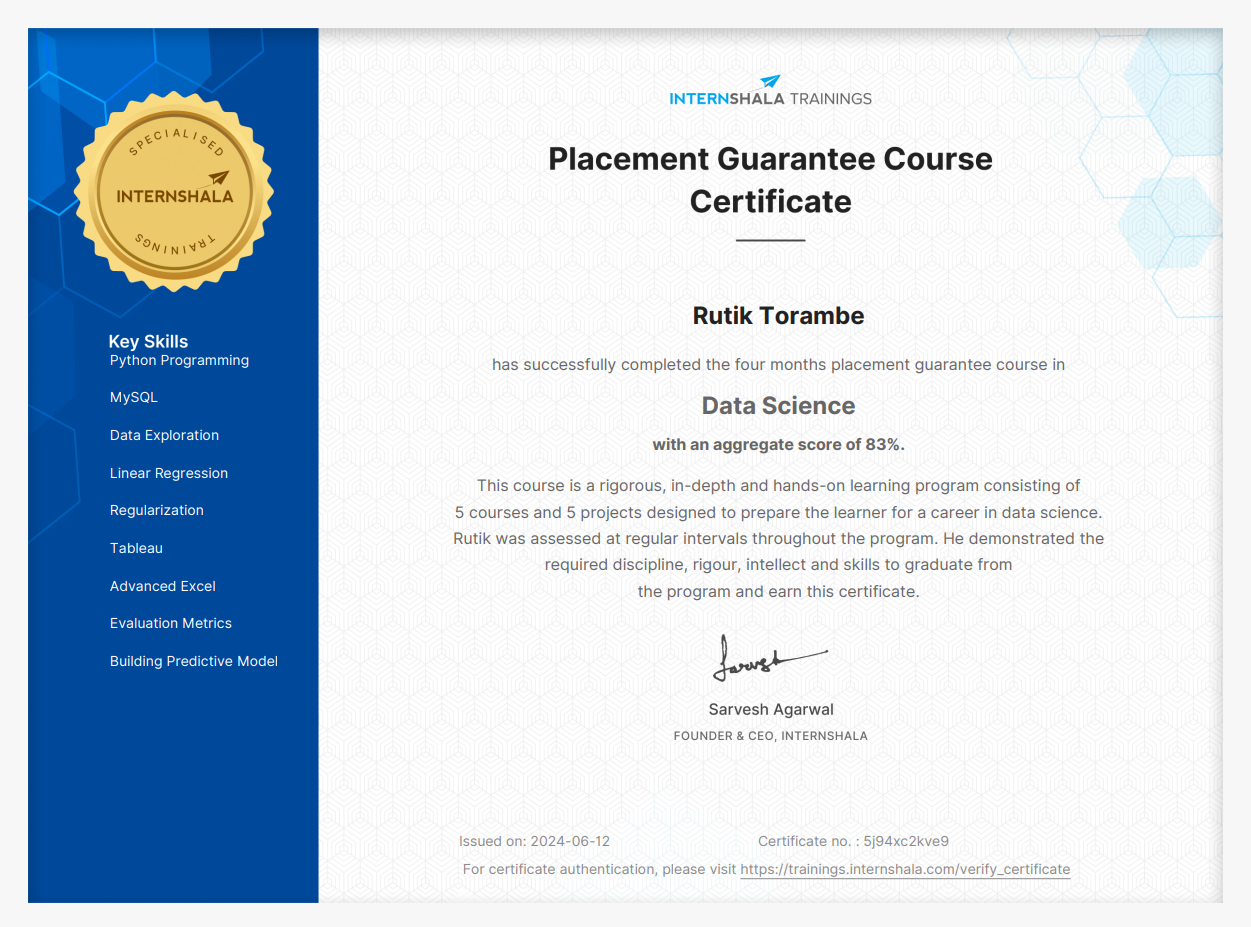 SPECIALISED
INTERNSHALA
TRAININGS
Key Skills
Python Programming
MySQL
Data Exploration
Linear Regression
Regularization
Tableau
Advanced Excel
Evaluation Metrics
Building Predictive Model
INTERNSHALA TRAININGS
Placement Guarantee Course
Certificate
Rutik Torambe
has successfully completed the four months placement guarantee course in
Data Science
with an aggregate score of 83%.
This course is a rigorous, in-depth and hands-on learning program consisting of
5 courses and 5 projects designed to prepare the learner for a career in data science.
Rutik was assessed at regular intervals throughout the program. He demonstrated the
required discipline, rigour, intellect and skills to graduate from
the program and earn this certificate.
Sarvesh
Sarvesh Agarwal
FOUNDER & CEO, INTERNSHALA
Issued on: 2024-06-12 Certificate no. : 5j94xc2kve9
For certificate authentication, please visit https://trainings.internshala.com/verify_certificate